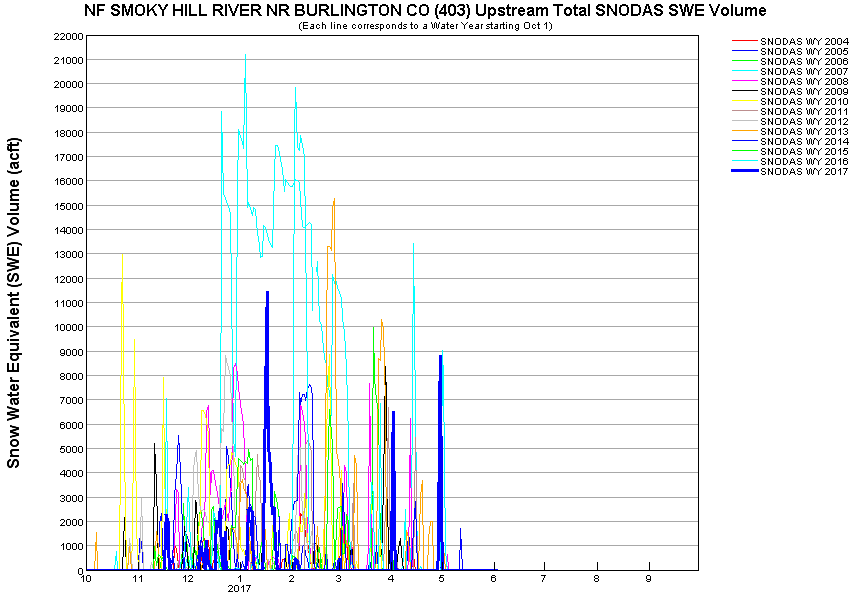 NF SMOKY HILL RIVER NR BURLINGTON CO (403) Upstream Total SNODAS SWE Volume
(Each line corresponds to a Water Year starting Oct 1)
Snow Water Equivalent (SWE) Volume (acft)
22000
21000
20000
19000
18000
17000
16000
15000
14000
13000
12000
11000
10000
9000
8000
7000
6000
5000
4000
3000
2000
1000
0
10 11 12 1 2 3 4 5 6 7 8 9
2017
SNODAS WY 2004
SNODAS WY 2005
SNODAS WY 2006
SNODAS WY 2007
SNODAS WY 2008
SNODAS WY 2009
SNODAS WY 2010
SNODAS WY 2011
SNODAS WY 2012
SNODAS WY 2013
SNODAS WY 2014
SNODAS WY 2015
SNODAS WY 2016
SNODAS WY 2017